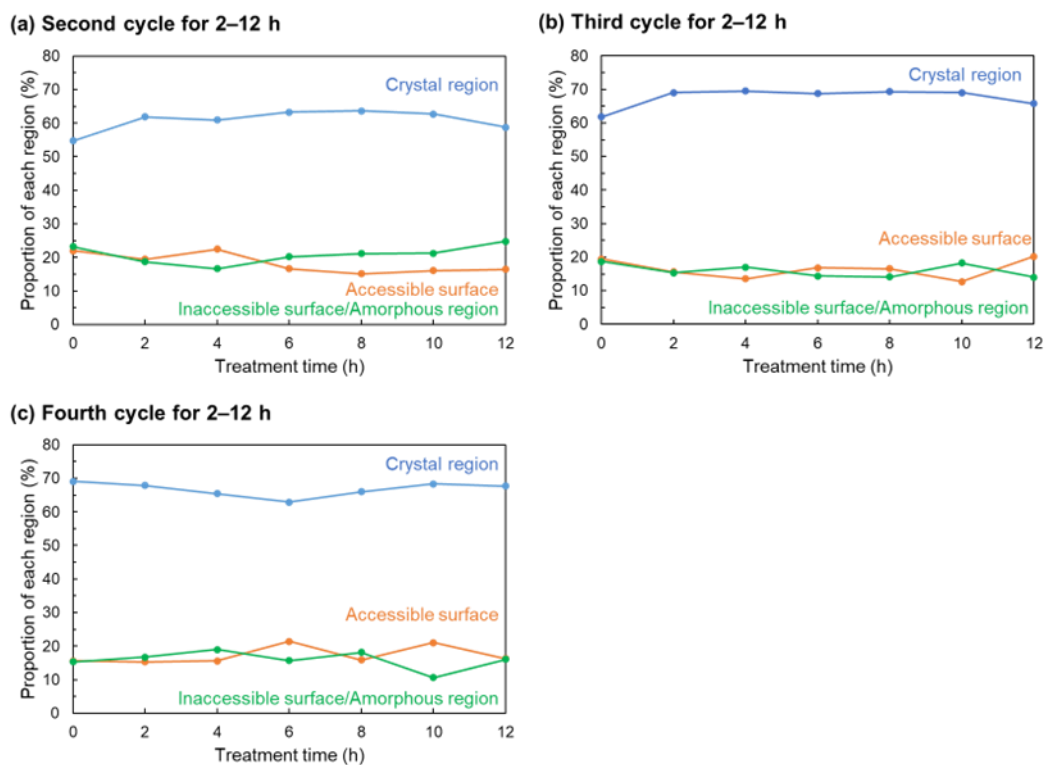 (a) Second cycle for 2–12 h
80
70
60
50
40
30
20
10
0
Proportion of each region (%)
Crystal region
Accessible surface
Inaccessible surface/Amorphous region
0 2 4 6 8 10 12
Treatment time (h)
(b) Third cycle for 2–12 h
80
70
60
50
40
30
20
10
0
Proportion of each region (%)
Crystal region
Accessible surface
Inaccessible surface/Amorphous region
0 2 4 6 8 10 12
Treatment time (h)
(c) Fourth cycle for 2–12 h
80
70
60
50
40
30
20
10
0
Proportion of each region (%)
Crystal region
Accessible surface
Inaccessible surface/Amorphous region
0 2 4 6 8 10 12
Treatment time (h)